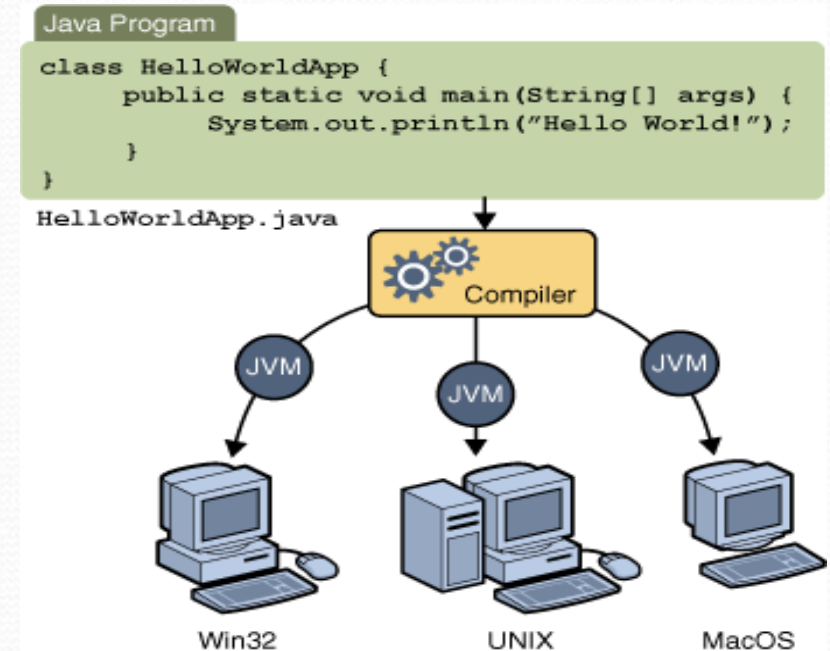 Java Program
class HelloWorldApp {
    public static void main(String[] args) {
        System.out.println("Hello World!");
    }
}
HelloWorldApp.java
Compiler
JVM
JVM
JVM
Win32
UNIX
MacOS